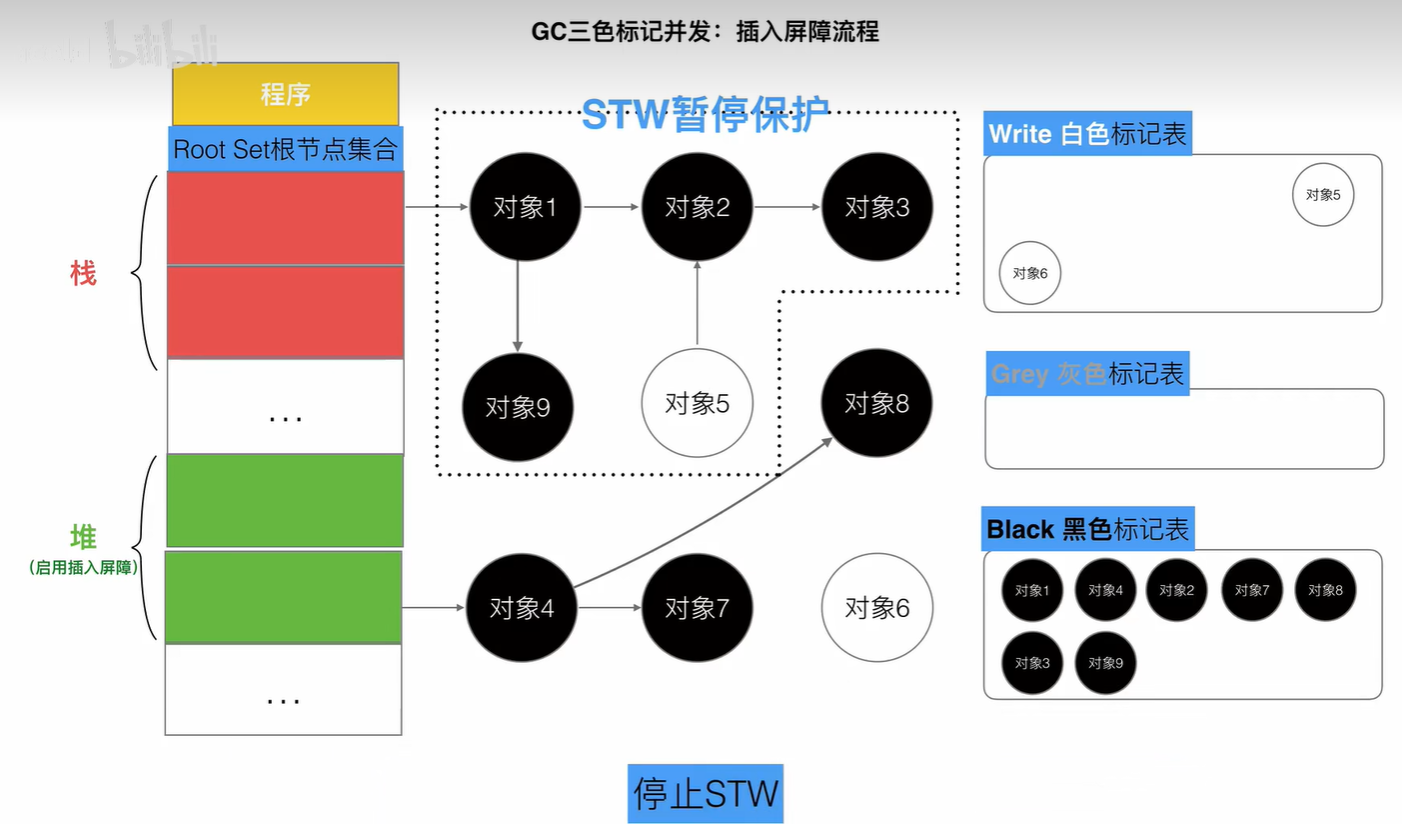 GC三色标记并发：插入屏障流程
bilibili
程序
Root Set根节点集合
栈
...
堆
(启用插入屏障)
...
STW暂停保护
对象1
对象2
对象3
对象9
对象5
对象8
对象4
对象7
对象6
Write 白色标记表
对象5
对象6
Grey 灰色标记表
Black 黑色标记表
对象1 对象4 对象2 对象7 对象8
对象3 对象9
停止STW